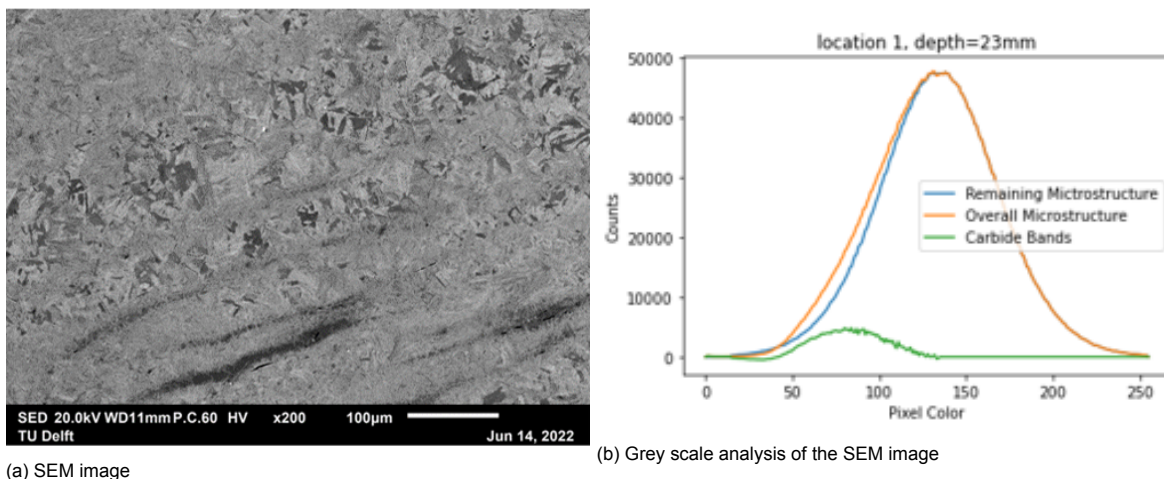 SED 20.0kV WD11mm P.C.60 HV x200 100µm
TU Delft Jun 14, 2022
(a) SEM image
location 1, depth=23mm
50000
40000
30000
20000
10000
0
Counts
Remaining Microstructure
Overall Microstructure
Carbide Bands
0 50 100 150 200 250
Pixel Color
(b) Grey scale analysis of the SEM image